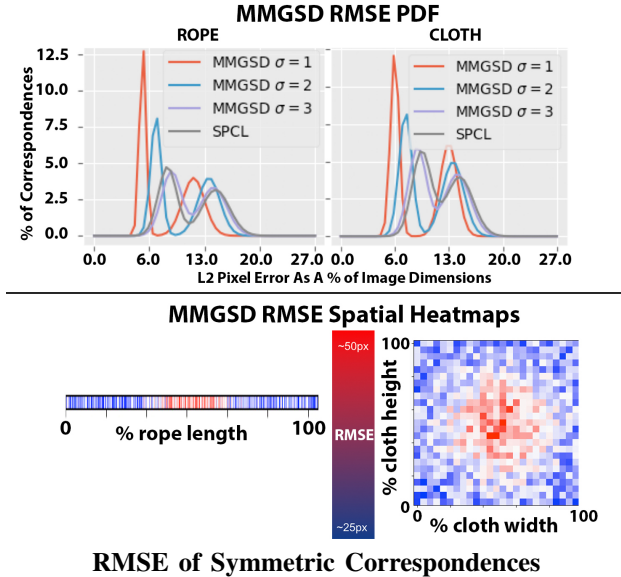 MMGSD RMSE PDF
ROPE
CLOTH
% of Correspondences
12.5
10.0
7.5
5.0
2.5
0.0
MMGSD σ = 1
MMGSD σ = 2
MMGSD σ = 3
SPCL
MMGSD σ = 1
MMGSD σ = 2
MMGSD σ = 3
SPCL
0.0 6.0 13.0 20.0 27.0
0.0 6.0 13.0 20.0 27.0
L2 Pixel Error As A % of Image Dimensions
MMGSD RMSE Spatial Heatmaps
0 100
% rope length
~50px
RMSE
~25px
100
% cloth height
0
0 100
% cloth width
RMSE of Symmetric Correspondences